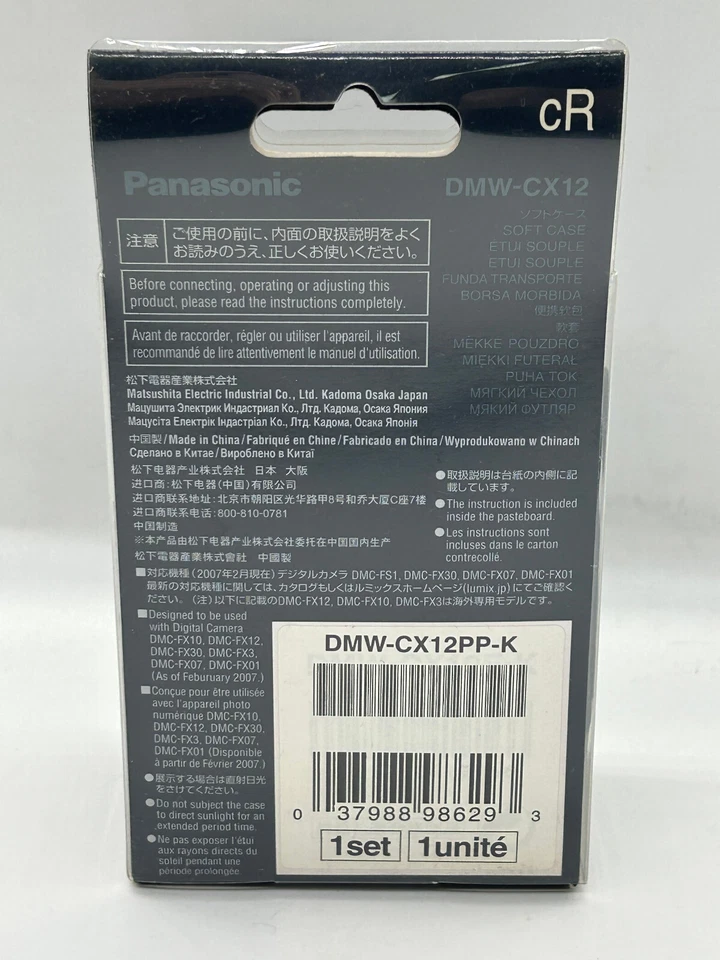 cR
Panasonic
DMW-CX12
ソフトケース
SOFT CASE
ETUI SOUPLE
ETUI SOUPLE
FUNDA TRANSPORTE
BORSA MORBIDA
便携软包
軟套
MĚKKÉ POUZDRO
MIĘKKI FUTERAŁ
PUHA TOK
МЯГКИЙ ЧЕХОЛ
М'ЯКИЙ ФУТЛЯР
注意
ご使用の前に、内面の取扱説明をよく
お読みのうえ、正しくお使いください。
Before connecting, operating or adjusting this
product, please read the instructions completely.
Avant de raccorder, régler ou utiliser l'appareil, il est
recommandé de lire attentivement le manuel d'utilisation.
松下電器産業株式会社
Matsushita Electric Industrial Co., Ltd. Kadoma Osaka Japan
Мацушита Электрик Индастриал Ко., Лтд. Кадома, Осака Япония
Мацусіта Електрік Індастріал Ко., Лтд. Кадома, Осака Японія
中国製/Made in China/Fabriqué en Chine/Fabricado en China/Wyprodukowano w Chinach
Сделано в Китае/Вироблено в Китаї
松下电器产业株式会社 日本 大阪
进口商:松下电器(中国)有限公司
进口商联系地址:北京市朝阳区光华路甲8号和乔大厦C座7楼
进口商联系电话:800-810-0781
中国制造
※本产品由松下电器产业株式会社委托在中国国内生产
松下電器產業株式會社 中國製
●取扱説明は台紙の内側に記
載しています。
●The instruction is included
inside the pasteboard.
●Les instructions sont
incluses dans le carton
contrecollé.
■対応機種(2007年2月現在)デジタルカメラ DMC-FS1, DMC-FX30, DMC-FX07, DMC-FX01
最新の対応機種に関しては、カタログもしくはルミックスホームページ(lumix.jp)にてご確認く
ださい。(注)以下に記載のDMC-FX12, DMC-FX10, DMC-FX3は海外専用モデルです。
■Designed to be used
with Digital Camera
DMC-FX10, DMC-FX12,
DMC-FX30, DMC-FX3,
DMC-FX07, DMC-FX01
(As of Feburuary 2007.)
■Conçue pour être utilisée
avec l'appareil photo
numérique DMC-FX10,
DMC-FX12, DMC-FX30,
DMC-FX3, DMC-FX07,
DMC-FX01 (Disponible
à partir de Février 2007.)
●展示する場合は直射日光
をさけてください。
●Do not subject the case
to direct sunlight for an
extended period time.
●Ne pas exposer l'étui
aux rayons directs du
soleil pendant une
période prolongée.
DMW-CX12PP-K
0 37988 98629 3
1set 1unité